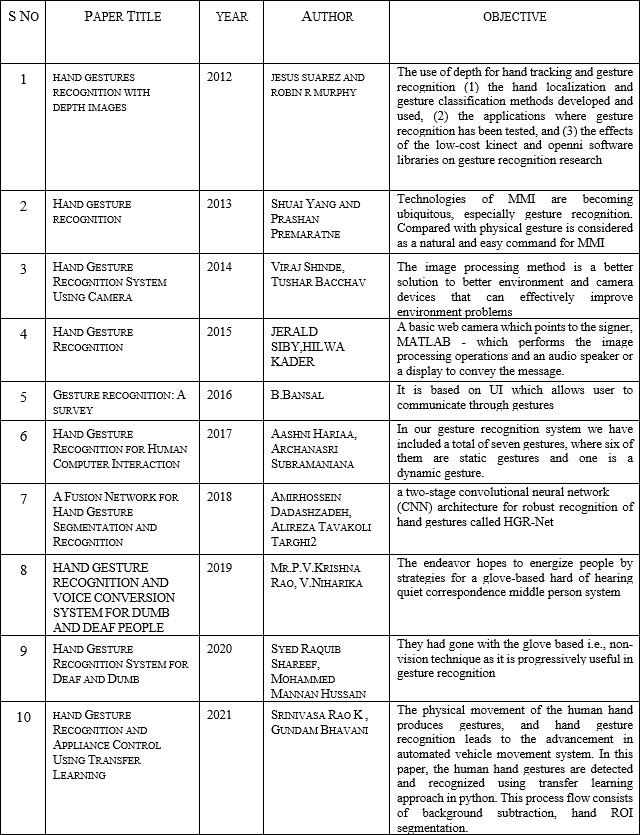 S NO PAPER TITLE YEAR AUTHOR OBJECTIVE
1 HAND GESTURES RECOGNITION WITH DEPTH IMAGES 2012 JESUS SUAREZ AND ROBIN R MURPHY
The use of depth for hand tracking and gesture
recognition (1) the hand localization and
gesture classification methods developed and
used, (2) the applications where gesture
recognition has been tested, and (3) the effects
of the low-cost kinect and openni software
libraries on gesture recognition research
2 HAND GESTURE RECOGNITION 2013 SHUAI YANG AND PRASHAN PREMARATNE
Technologies of MMI are becoming
ubiquitous, especially gesture recognition.
Compared with physical gesture is considered
as a natural and easy command for MMI
3 HAND GESTURE RECOGNITION SYSTEM USING CAMERA 2014 VIRAJ SHINDE, TUSHAR BACCHAV
The image processing method is a better
solution to better environment and camera
devices that can effectively improve
environment problems
4 HAND GESTURE RECOGNITION 2015 JERALD SIBY,HILWA KADER
A basic web camera which points to the signer,
MATLAB - which performs the image
processing operations and an audio speaker or
a display to convey the message.
5 GESTURE RECOGNITION: A SURVEY 2016 B.BANSAL
It is based on UI which allows user to
communicate through gestures
6 HAND GESTURE RECOGNITION FOR HUMAN COMPUTER INTERACTION 2017 AASHNI HARIAA, ARCHANASRI SUBRAMANIANA
In our gesture recognition system we have
included a total of seven gestures, where six of
them are static gestures and one is a
dynamic gesture.
7 A FUSION NETWORK FOR HAND GESTURE SEGMENTATION AND RECOGNITION 2018 AMIRHOSSEIN DADASHZADEH, ALIREZA TAVAKOLI TARGHI2
a two-stage convolutional neural network
(CNN) architecture for robust recognition of
hand gestures called HGR-Net
8 HAND GESTURE RECOGNITION AND VOICE CONVERSION SYSTEM FOR DUMB AND DEAF PEOPLE 2019 MR.P.V.KRISHNA RAO, V.NIHARIKA
The endeavor hopes to energize people by
strategies for a glove-based hard of hearing
quiet correspondence middle person system
9 HAND GESTURE RECOGNITION SYSTEM FOR DEAF AND DUMB 2020 SYED RAQUIB SHAREEF, MOHAMMED MANNAN HUSSAIN
They had gone with the glove based i.e., non-
vision technique as it is progressively useful in
gesture recognition
10 HAND GESTURE RECOGNITION AND APPLIANCE CONTROL USING TRANSFER LEARNING 2021 SRINIVASA RAO K , GUNDAM BHAVANI
The physical movement of the human hand
produces gestures, and hand gesture
recognition leads to the advancement in
automated vehicle movement system. In this
paper, the human hand gestures are detected
and recognized using transfer learning
approach in python. This process flow consists
of background subtraction, hand ROI
segmentation.